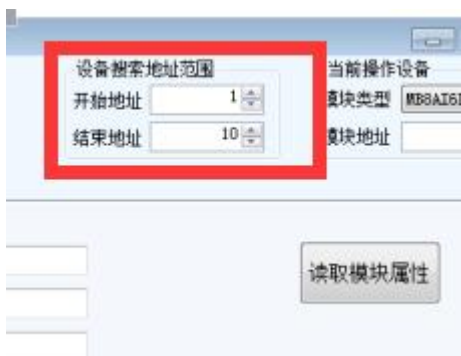 设备搜索地址范围
开始地址 1
结束地址 10
当前操作设备
模块类型
模块地址
读取模块属性